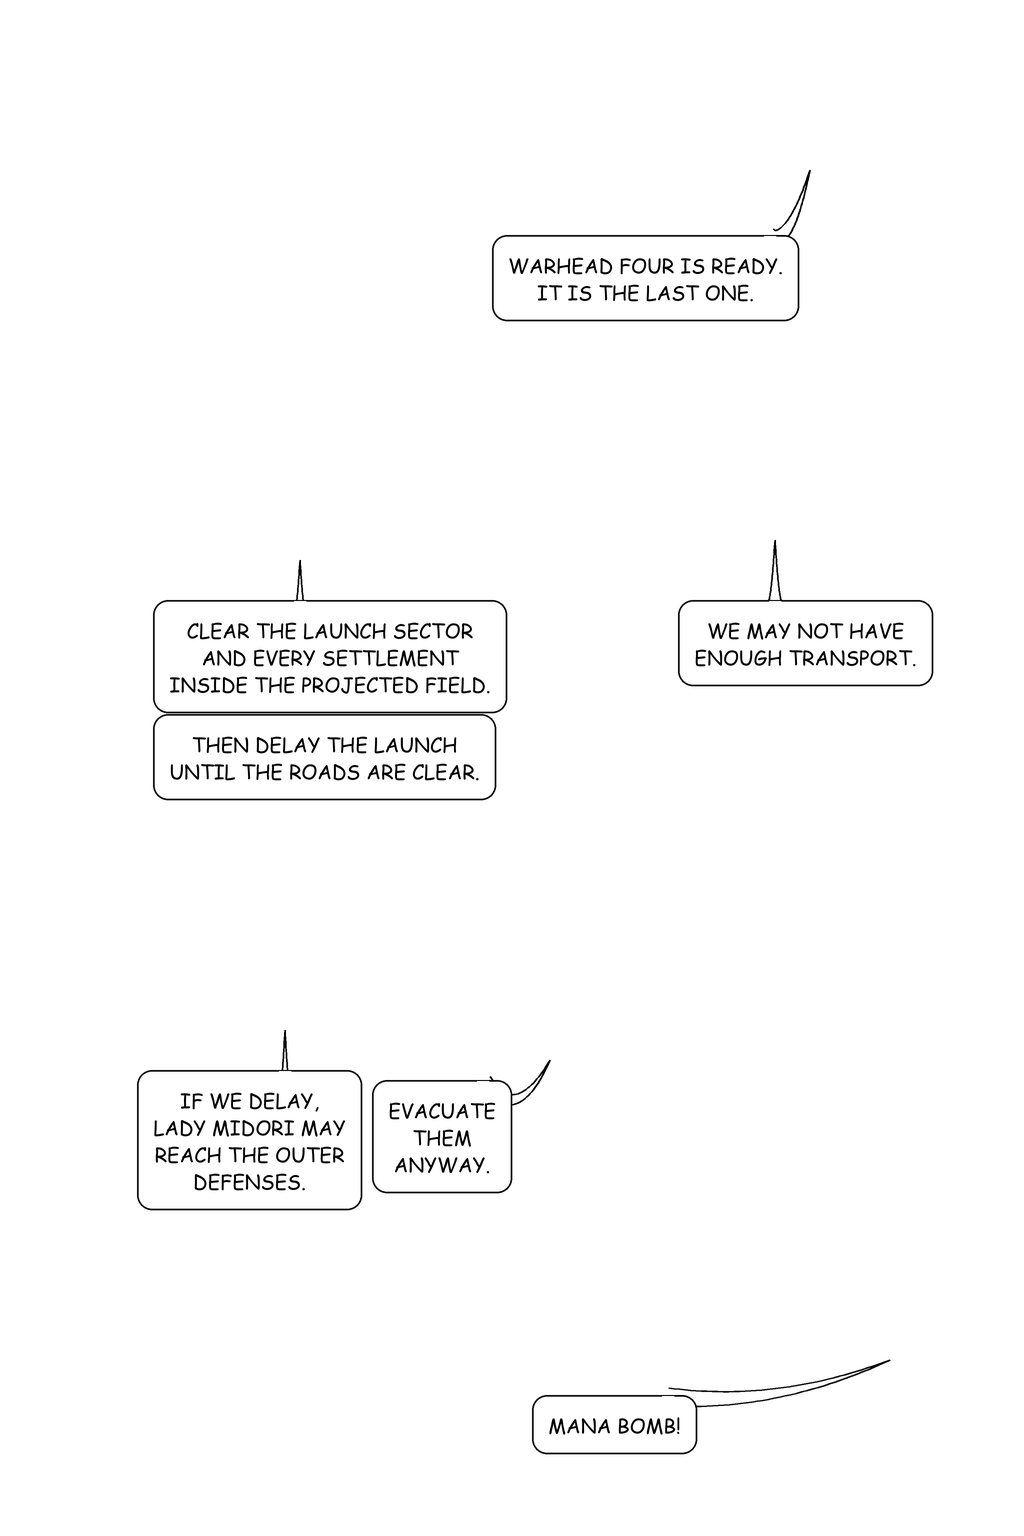 WARHEAD FOUR IS READY.
IT IS THE LAST ONE.
CLEAR THE LAUNCH SECTOR
AND EVERY SETTLEMENT
INSIDE THE PROJECTED FIELD.
WE MAY NOT HAVE
ENOUGH TRANSPORT.
THEN DELAY THE LAUNCH
UNTIL THE ROADS ARE CLEAR.
IF WE DELAY,
LADY MIDORI MAY
REACH THE OUTER
DEFENSES.
EVACUATE
THEM
ANYWAY.
MANA BOMB!